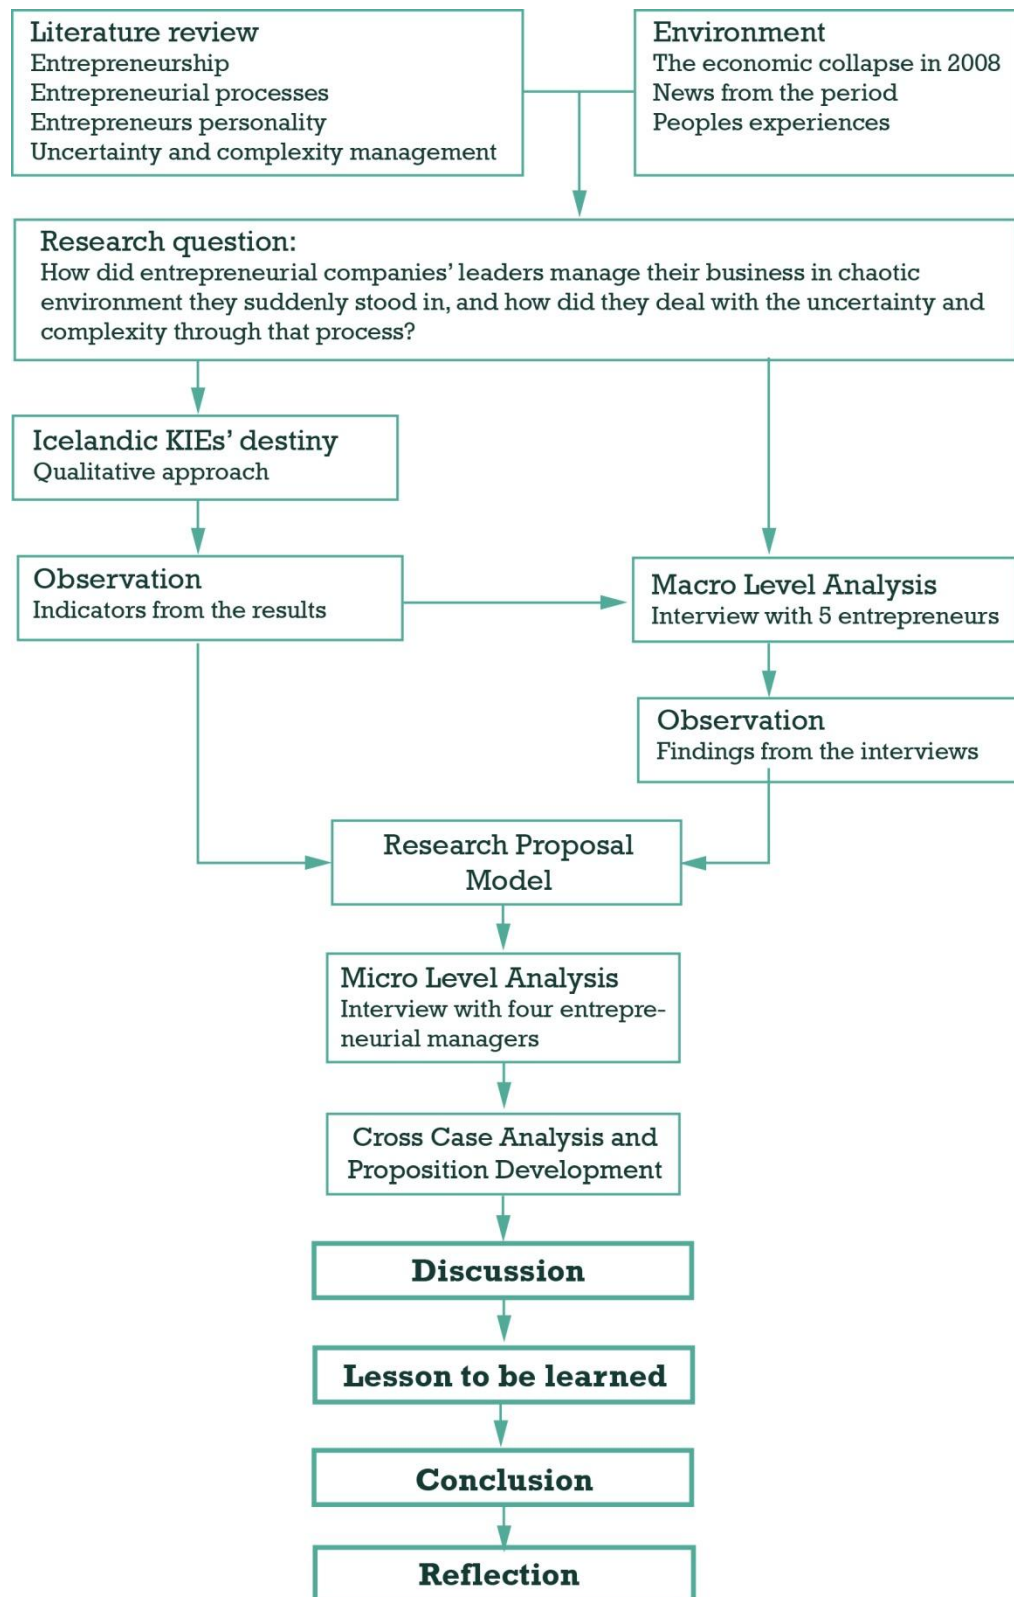 Literature review
Entrepreneurship
Entrepreneurial processes
Entrepreneurs personality
Uncertainty and complexity management
Environment
The economic collapse in 2008
News from the period
Peoples experiences
Research question:
How did entrepreneurial companies’ leaders manage their business in chaotic
environment they suddenly stood in, and how did they deal with the uncertainty and
complexity through that process?
Icelandic KIEs’ destiny
Qualitative approach
Observation
Indicators from the results
Macro Level Analysis
Interview with 5 entrepreneurs
Observation
Findings from the interviews
Research Proposal
Model
Micro Level Analysis
Interview with four entrepre-
neurial managers
Cross Case Analysis and
Proposition Development
Discussion
Lesson to be learned
Conclusion
Reflection